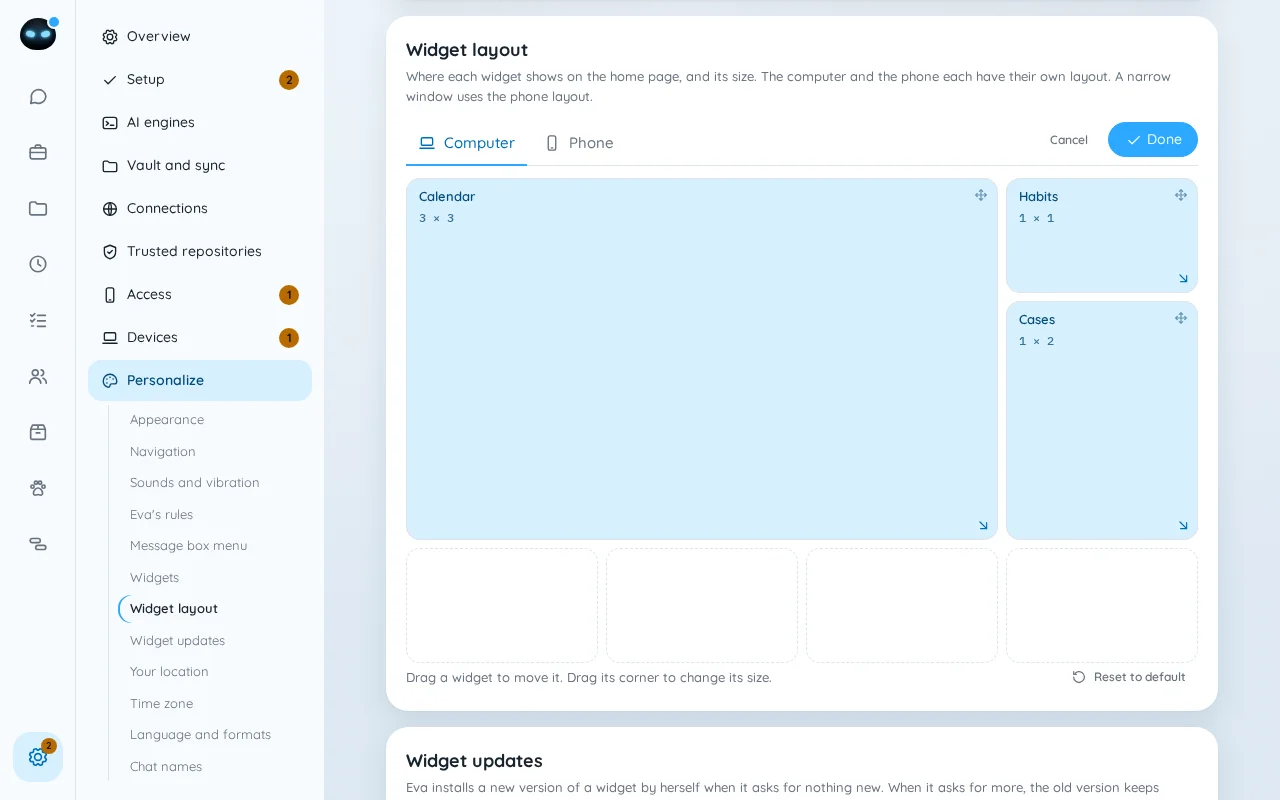 Overview
Setup
2
AI engines
Vault and sync
Connections
Trusted repositories
Access
1
Devices
1
Personalize
Appearance
Navigation
Sounds and vibration
Eva's rules
Message box menu
Widgets
Widget layout
Widget updates
Your location
Time zone
Language and formats
Chat names
2
Widget layout
Where each widget shows on the home page, and its size. The computer and the phone each have their own layout. A narrow
window uses the phone layout.
Computer
Phone
Cancel
Done
Calendar
3 × 3
Habits
1 × 1
Cases
1 × 2
Drag a widget to move it. Drag its corner to change its size.
Reset to default
Widget updates
Eva installs a new version of a widget by herself when it asks for nothing new. When it asks for more, the old version keeps